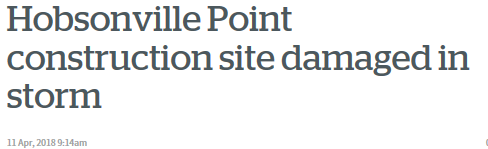 Hobsonville Point
construction site damaged in
storm
11 Apr, 2018 9:14am